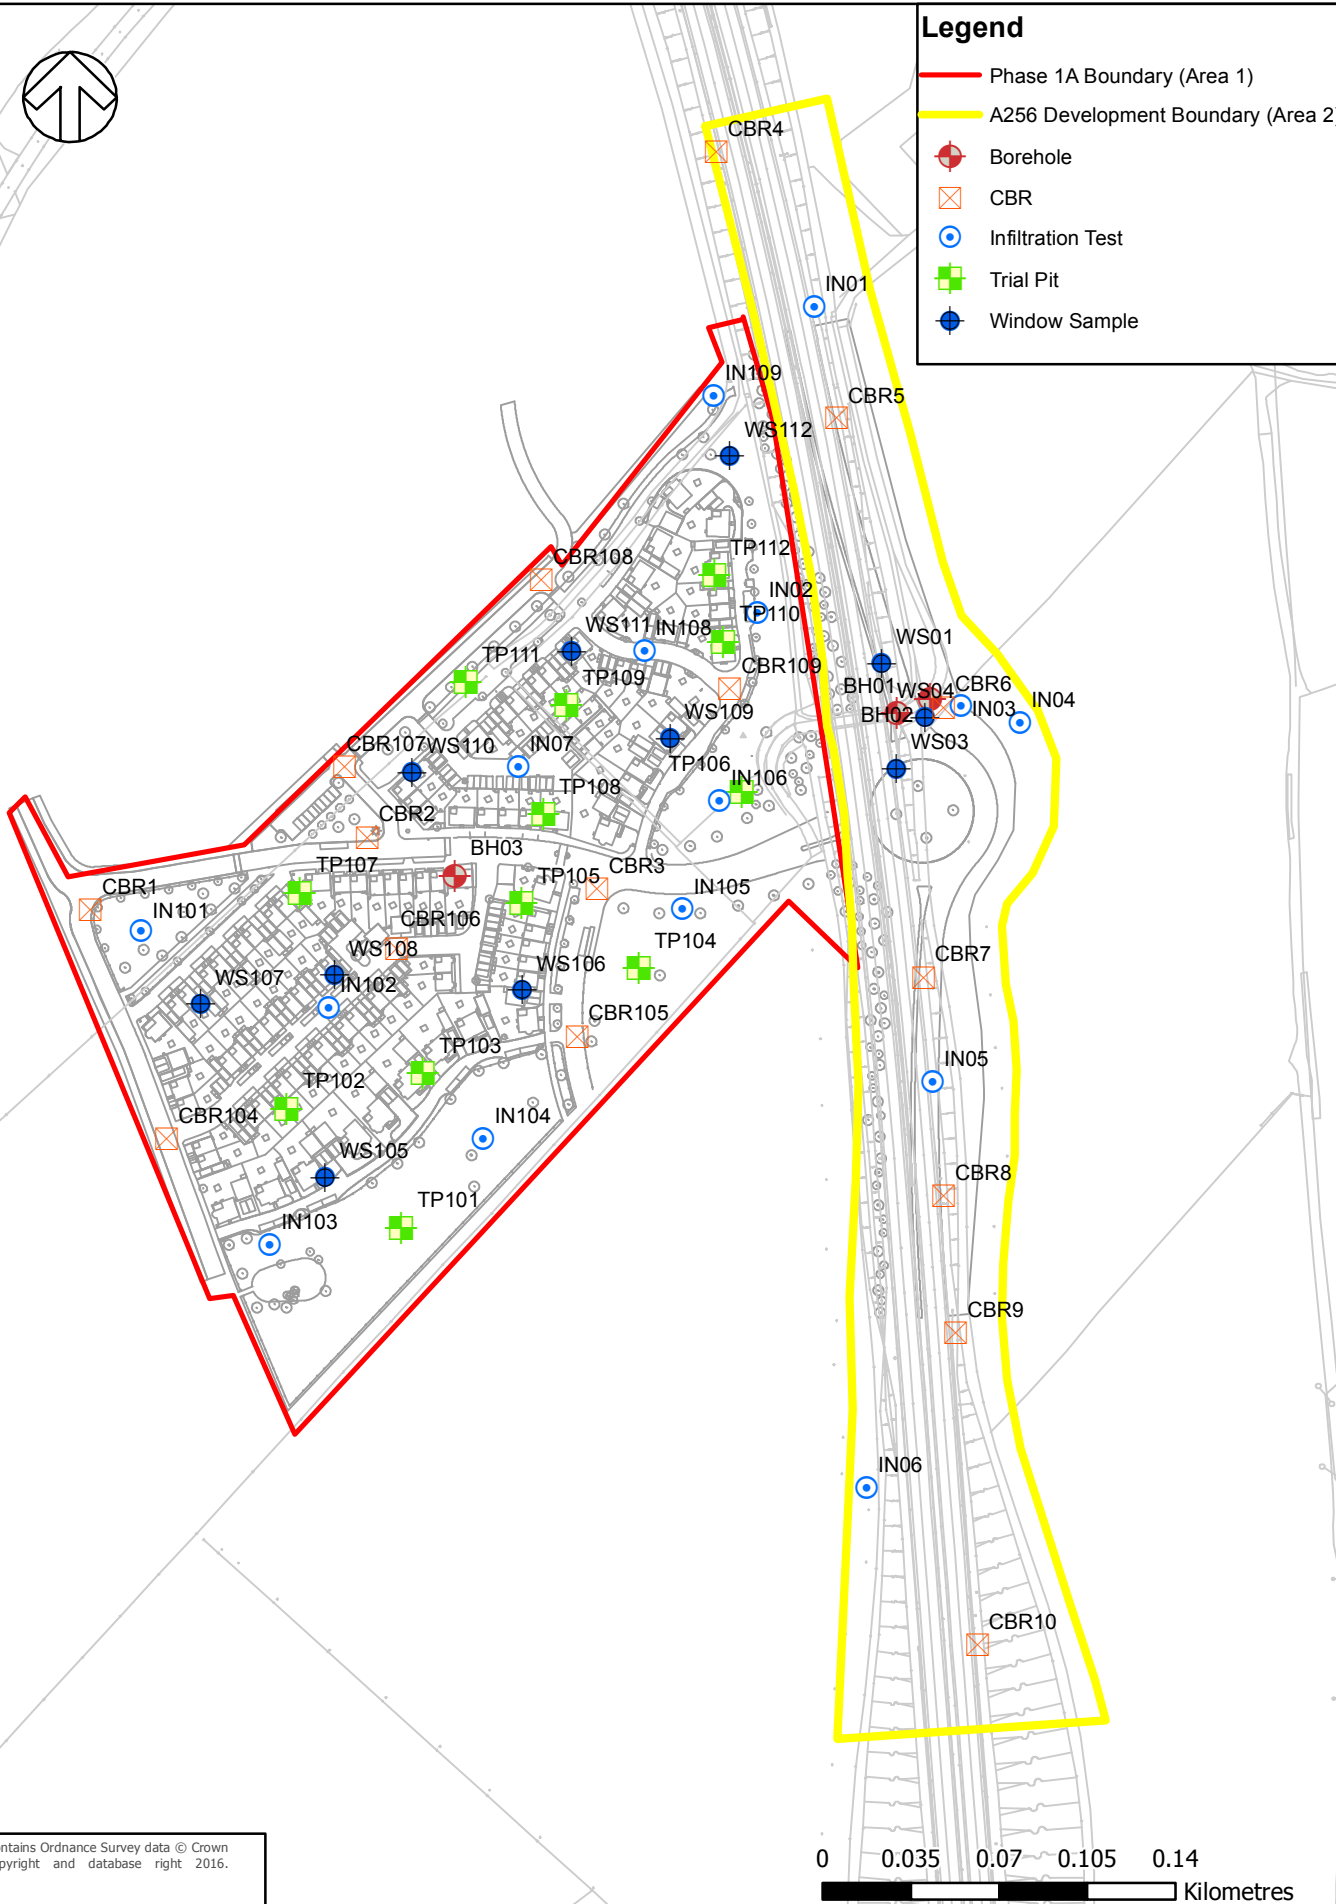 Legend
Phase 1A Boundary (Area 1)
A256 Development Boundary (Area 2)
Borehole
CBR
Infiltration Test
Trial Pit
Window Sample
CBR4
IN01
IN109
CBR5
WS112
TP112
CBR108
IN02
TP110
WS111
IN108
WS01
TP111
TP109
CBR109
BH01
WS04
CBR6
BH02
IN03
IN04
WS109
WS03
CBR107
WS110
IN07
TP106
IN106
TP108
CBR2
BH03
TP107
TP105
CBR3
CBR1
IN105
IN101
CBR106
WS108
TP104
WS107
IN102
WS106
CBR7
CBR105
TP103
IN05
TP102
CBR104
IN104
WS105
CBR8
TP101
IN103
CBR9
IN06
CBR10
ntains Ordnance Survey data © Crown
pyright and database right 2016.
0 0.035 0.07 0.105 0.14
Kilometres